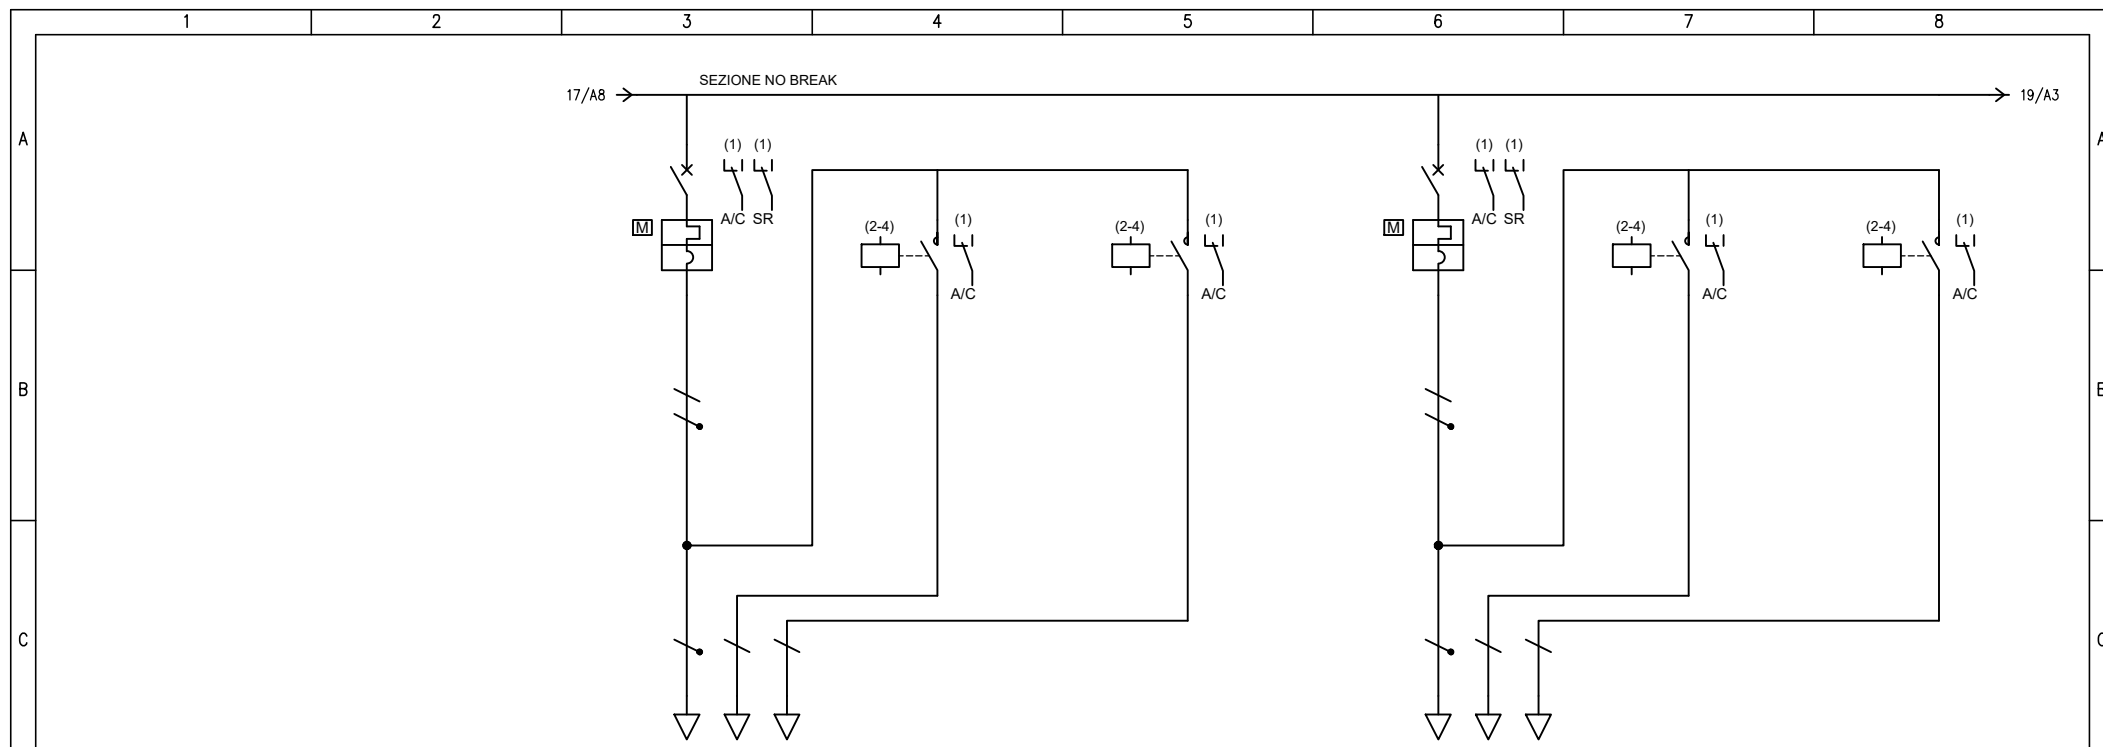 1 2 3 4 5 6 7 8
SEZIONE NO BREAK
17/A8 19/A3
A A
(1) (1) (1) (1)
A/C SR A/C SR
M (2-4) (1) (2-4) (1) M (2-4) (1) (2-4) (1)
A/C A/C A/C A/C
B
C